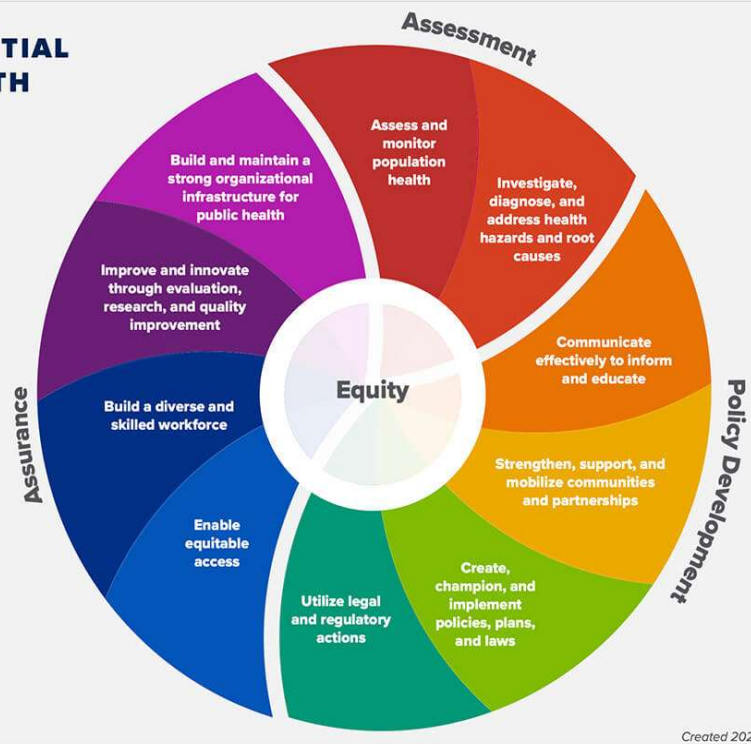 TIAL
TH
Assessment
Assess and
monitor
population
health
Investigate,
diagnose, and
address health
hazards and root
causes
Policy Development
Communicate
effectively to inform
and educate
Strengthen, support, and
mobilize communities
and partnerships
Create,
champion, and
implement
policies, plans,
and laws
Utilize legal
and regulatory
actions
Assurance
Enable
equitable
access
Build a diverse and
skilled workforce
Improve and innovate
through evaluation,
research, and quality
improvement
Build and maintain a
strong organizational
infrastructure for
public health
Equity
Created 202